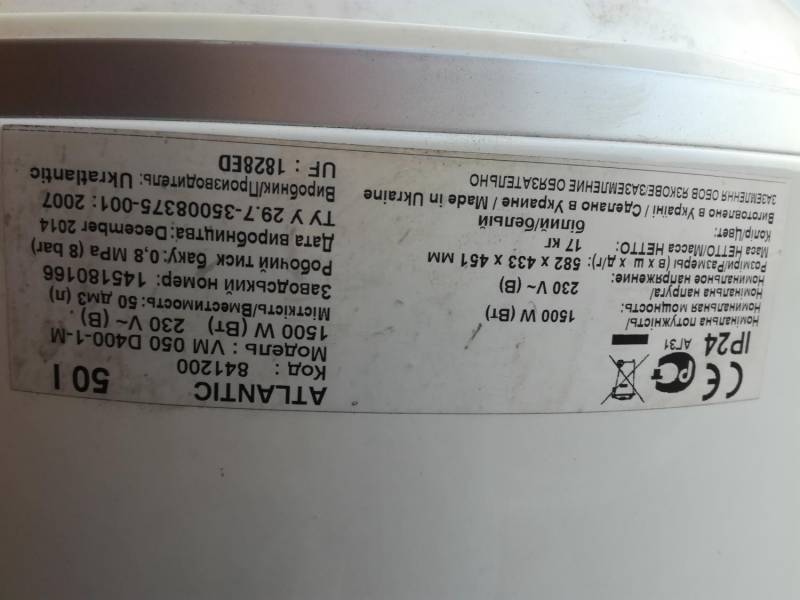 ATLANTIC 50 l
Код : 841200
Модель : VM 050 D400-1-M
1500 W (Вт) 230 V~ (В)
Місткість/Вместимость: 50 дм3 (л)
Заводський номер: 145180166
Робочий тиск баку: 0,8 MPa (8 bar)
Дата виробництва: December 2014
ТУ У 29.7-35008375-001: 2007
Виробник/Производитель: Ukratlantic
UF : 1828ED
CE
IP24 АГ31
Номінальна потужність/
Номинальная мощность: 1500 W (Вт)
Номінальна напруга/
Номинальное напряжение: 230 V~ (В)
Розміри/Размеры (в х ш х д/г): 582 x 433 x 451 мм
Маса НЕТТО/Масса НЕТТО: 17 кг
Колір/Цвет: білий/белый
Виготовлено в Україні / Сделано в Украине / Made in Ukraine
ЗАЗЕМЛЕННЯ ОБОВ ЯЗКОВЕ/ЗАЗЕМЛЕНИЕ ОБЯЗАТЕЛЬНО